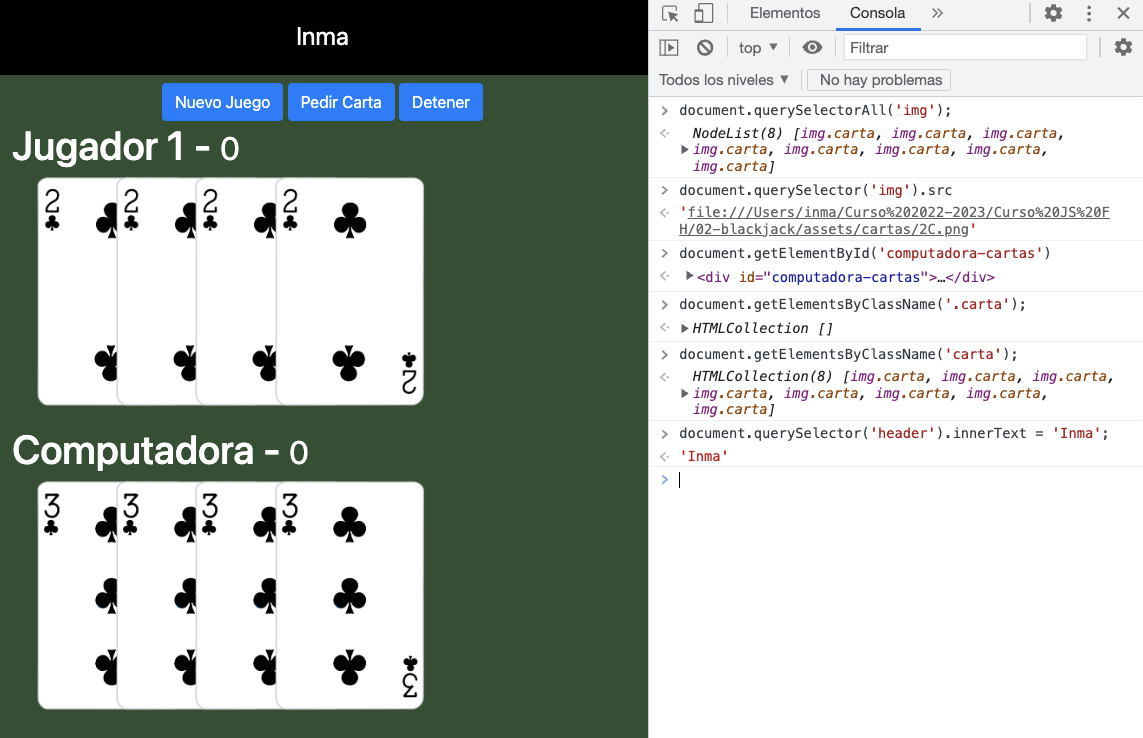 Inma
Nuevo Juego
Pedir Carta
Detener
Jugador 1 - 0
2
2
2
2
2
Computadora - 0
3
3
3
3
3
Elementos
Consola
top
Filtrar
Todos los niveles
No hay problemas
document.querySelectorAll('img');
NodeList(8) [img.carta, img.carta, img.carta,
img.carta, img.carta, img.carta, img.carta,
img.carta]
document.querySelector('img').src
'file:///Users/inma/Curso%202022-2023/Curso%20JS%20F
H/02-blackjack/assets/cartas/2C.png'
document.getElementById('computadora-cartas')
<div id="computadora-cartas">…</div>
document.getElementsByClassName('.carta');
HTMLCollection []
document.getElementsByClassName('carta');
HTMLCollection(8) [img.carta, img.carta, img.carta,
img.carta, img.carta, img.carta, img.carta,
img.carta]
document.querySelector('header').innerText = 'Inma';
'Inma'